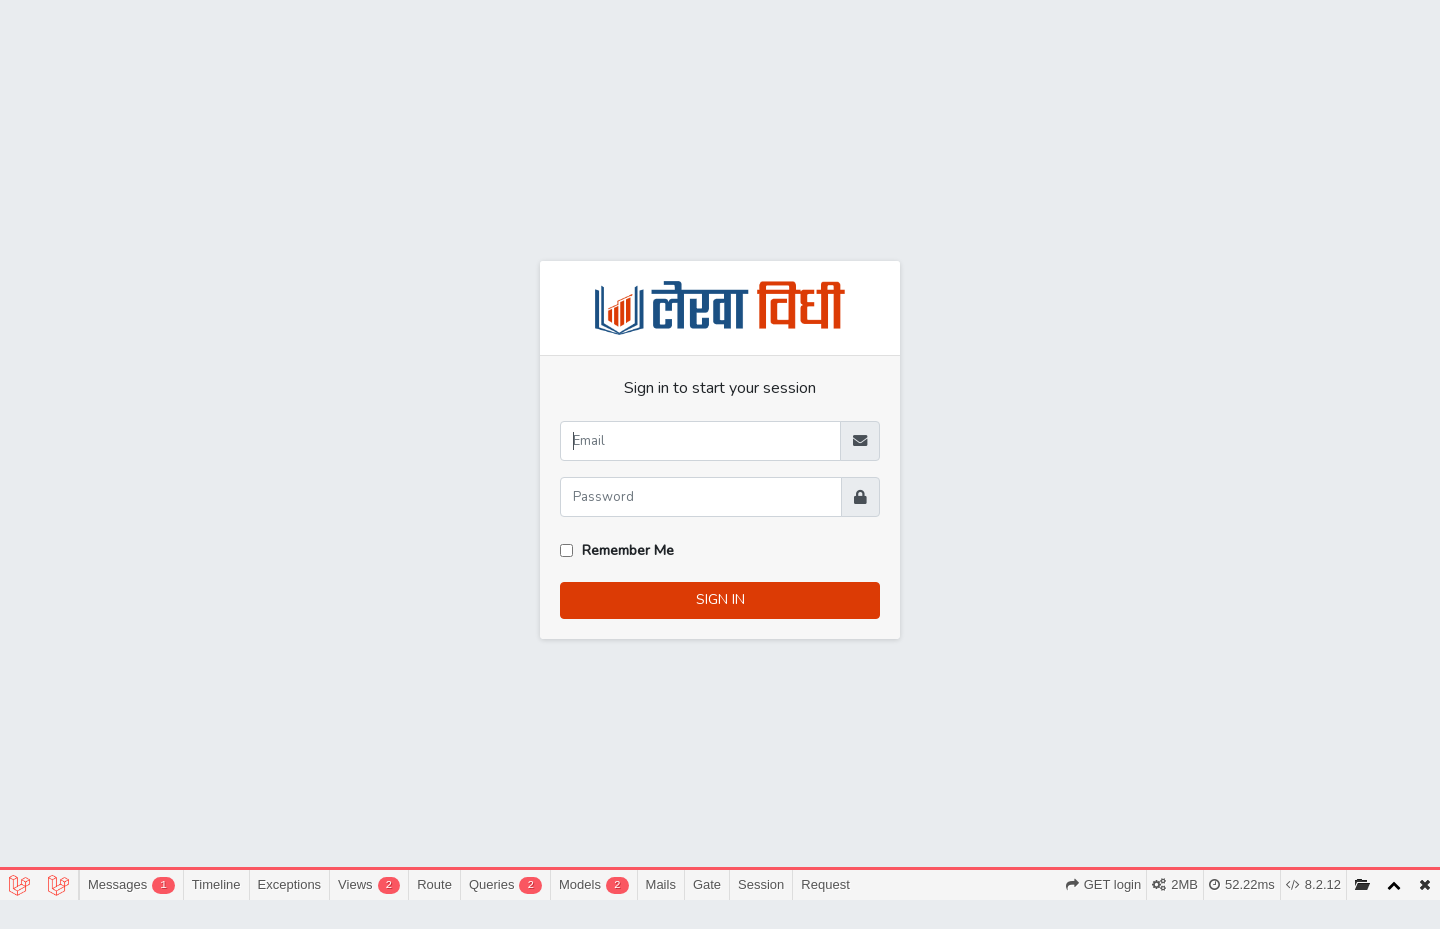 लेखा विधी
Sign in to start your session
Email
Password
Remember Me
SIGN IN
Messages 1 Timeline Exceptions Views 2 Route Queries 2 Models 2 Mails Gate Session Request GET login 2MB 52.22ms 8.2.12